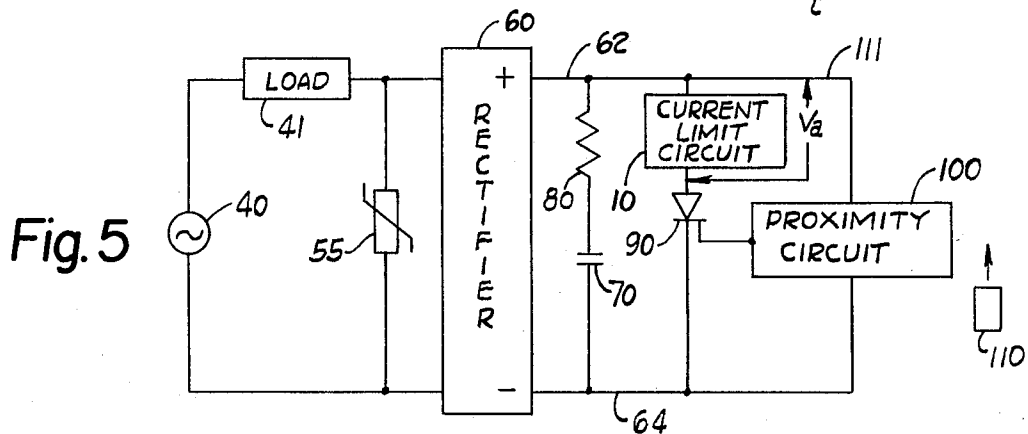 60
62
111
LOAD
41
+
CURRENT
LIMIT
CIRCUIT
Va
RECTIFIER
80
10
100
40
Fig. 5
55
90
PROXIMITY
CIRCUIT
70
110
-
64